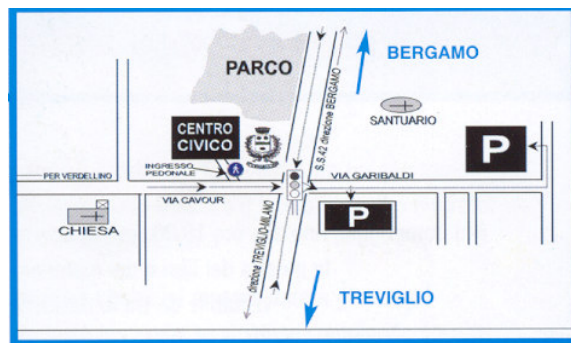 BERGAMO
PARCO
S.S.42 direzione BERGAMO
SANTUARIO
CENTRO
CIVICO
P
INGRESSO
PEDONALE
PER VERDELLINO
VIA GARIBALDI
VIA CAVOUR
P
CHIESA
direzione TREVIGLIO-MILANO
TREVIGLIO